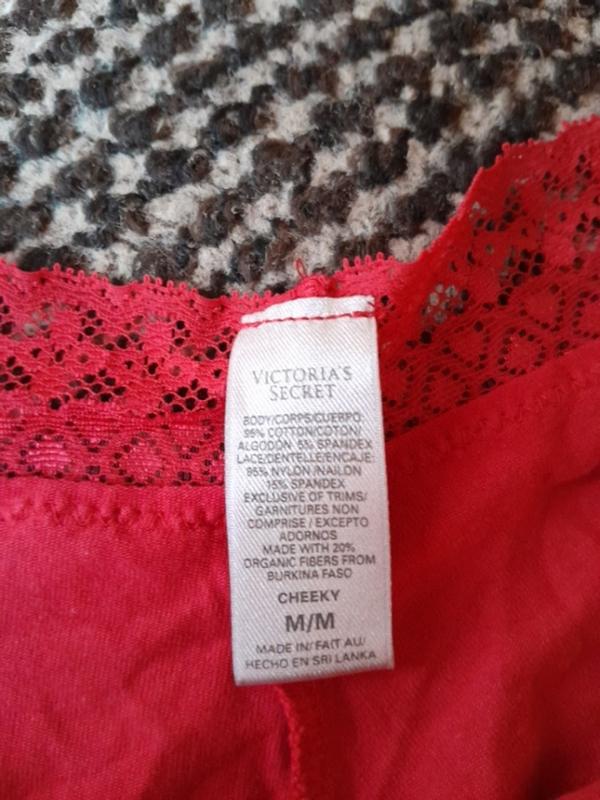 VICTORIA'S
SECRET
BODY/CORPS/CUERPO:
95% COTTON/COTON/
ALGODÓN 5% SPANDEX
LACE/DENTELLE/ENCAJE:
85% NYLON /NAILON
15% SPANDEX
EXCLUSIVE OF TRIMS/
GARNITURES NON
COMPRISE / EXCEPTO
ADORNOS
MADE WITH 20%
ORGANIC FIBERS FROM
BURKINA FASO
CHEEKY
M/M
MADE IN/ FAIT AU/
HECHO EN SRI LANKA